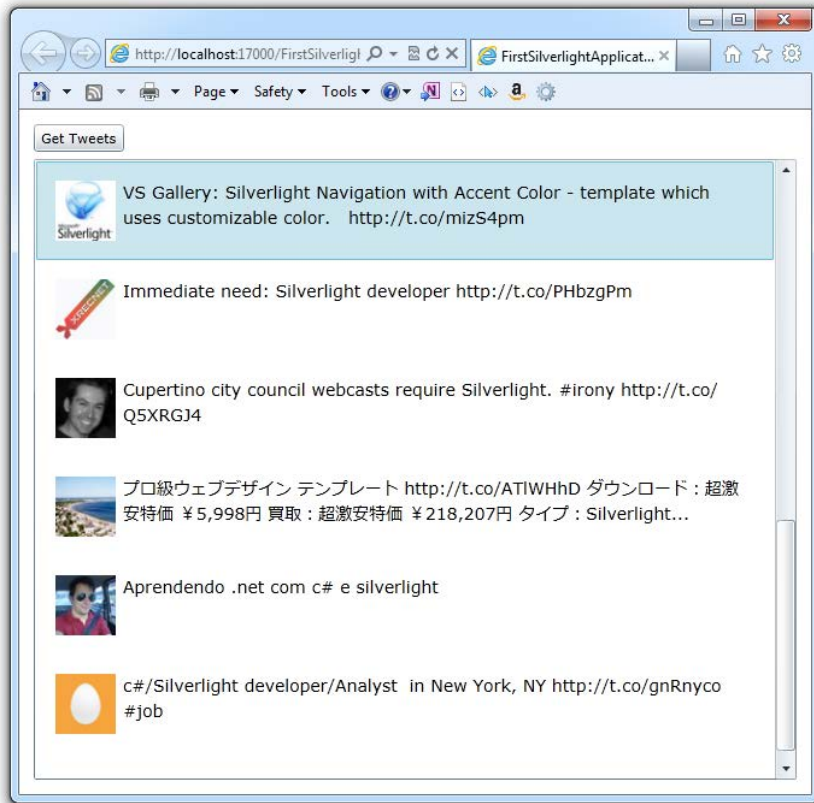 http://localhost:17000/FirstSilverligh
FirstSilverlightApplicat...
Page
Safety
Tools
Get Tweets
VS Gallery: Silverlight Navigation with Accent Color - template which
uses customizable color.   http://t.co/mizS4pm
Silverlight
Immediate need: Silverlight developer http://t.co/PHbzgPm
XRECNET
Cupertino city council webcasts require Silverlight. #irony http://t.co/
Q5XRGJ4
プロ級ウェブデザイン テンプレート http://t.co/ATlWHhD ダウンロード：超激
安特価 ￥5,998円 買取：超激安特価 ￥218,207円 タイプ：Silverlight...
Aprendendo .net com c# e silverlight
c#/Silverlight developer/Analyst  in New York, NY http://t.co/gnRnyco
#job